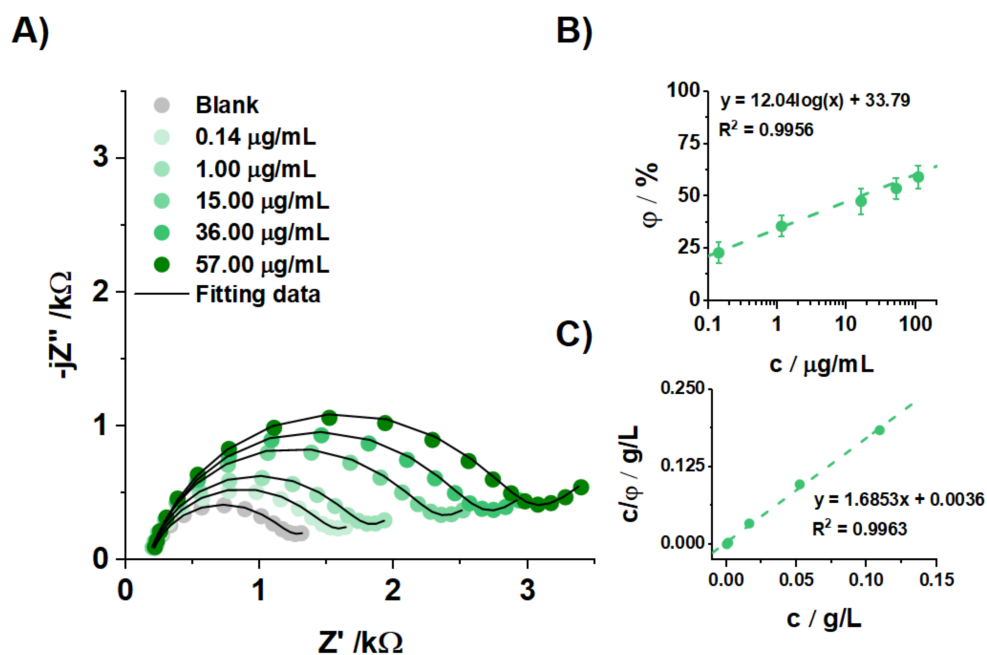 A)
Blank
0.14 μg/mL
1.00 μg/mL
15.00 μg/mL
36.00 μg/mL
57.00 μg/mL
Fitting data
-jZ'' /kΩ
3
2
1
0
0
1
2
3
Z' /kΩ
B)
y = 12.04log(x) + 33.79
R² = 0.9956
φ / %
100
75
50
25
0
0.1
1
10
100
c / μg/mL
C)
c/φ / g/L
0.250
0.125
0.000
y = 1.6853x + 0.0036
R² = 0.9963
0.00
0.05
0.10
0.15
c / g/L